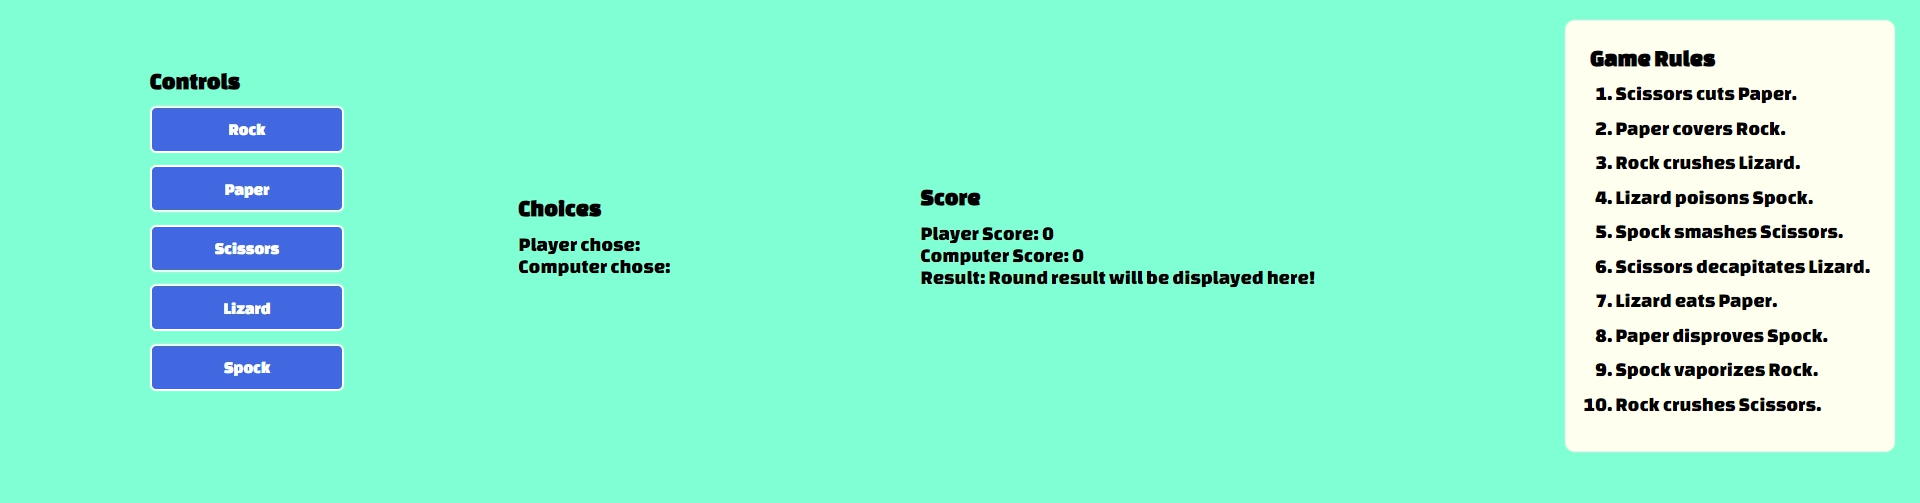 Controls
Rock
Paper
Scissors
Lizard
Spock
Choices
Player chose:
Computer chose:
Score
Player Score: 0
Computer Score: 0
Result: Round result will be displayed here!
Game Rules
1. Scissors cuts Paper.
2. Paper covers Rock.
3. Rock crushes Lizard.
4. Lizard poisons Spock.
5. Spock smashes Scissors.
6. Scissors decapitates Lizard.
7. Lizard eats Paper.
8. Paper disproves Spock.
9. Spock vaporizes Rock.
10. Rock crushes Scissors.